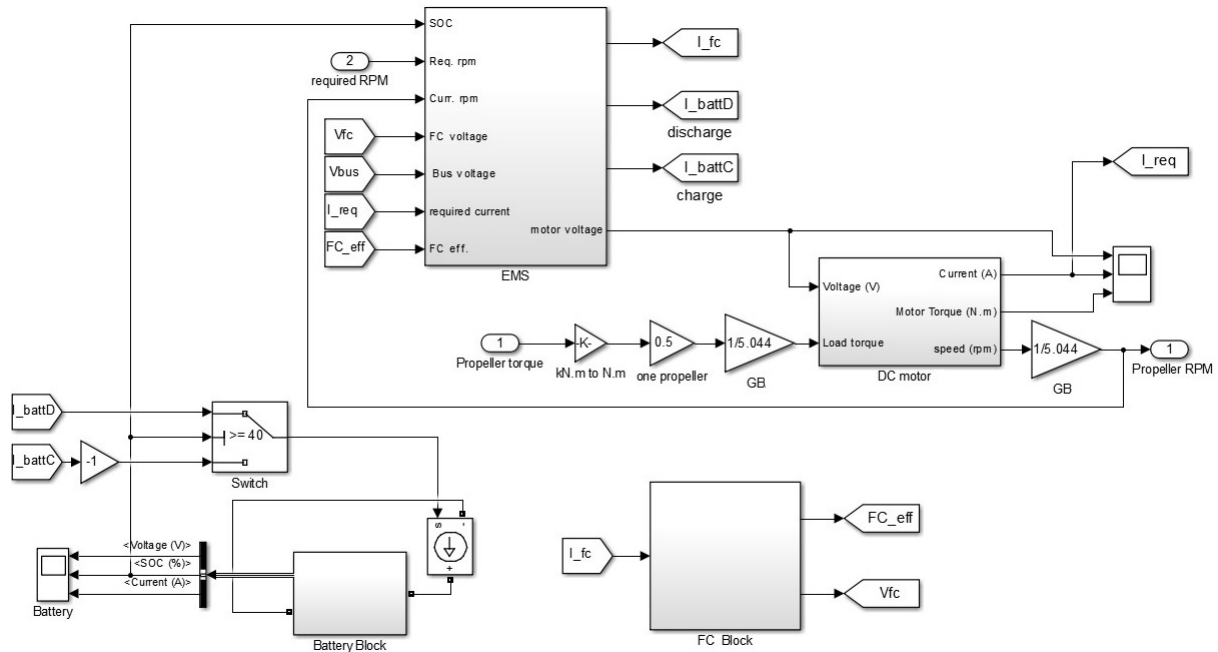 SOC
2
required RPM
Req. rpm
Curr. rpm
Vfc
FC voltage
Vbus
Bus voltage
I_req
required current
FC_eff
FC eff.
motor voltage
EMS
I_fc
I_battD
discharge
I_battC
charge
I_req
Voltage (V)
Current (A)
Motor Torque (N.m)
Load torque
speed (rpm)
DC motor
1
Propeller torque
-K-
kN.m to N.m
0.5
one propeller
1/5.044
GB
1/5.044
GB
1
Propeller RPM
I_battD
I_battC
-1
>= 40
Switch
s
-
+
<Voltage (V)>
<SOC (%)>
<Current (A)>
Battery
Battery Block
I_fc
FC Block
FC_eff
Vfc